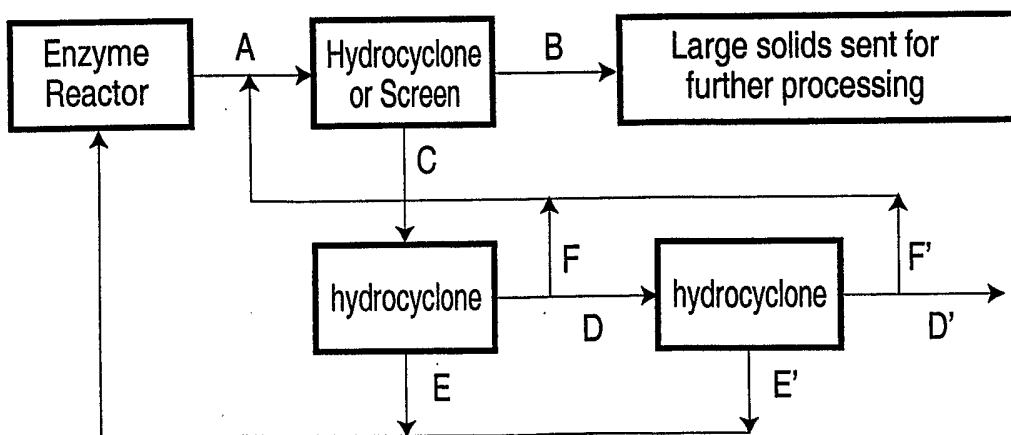 Enzyme
Reactor
A
Hydrocyclone
or Screen
B
Large solids sent for
further processing
C
hydrocyclone
F
D
hydrocyclone
F'
D'
E
E'